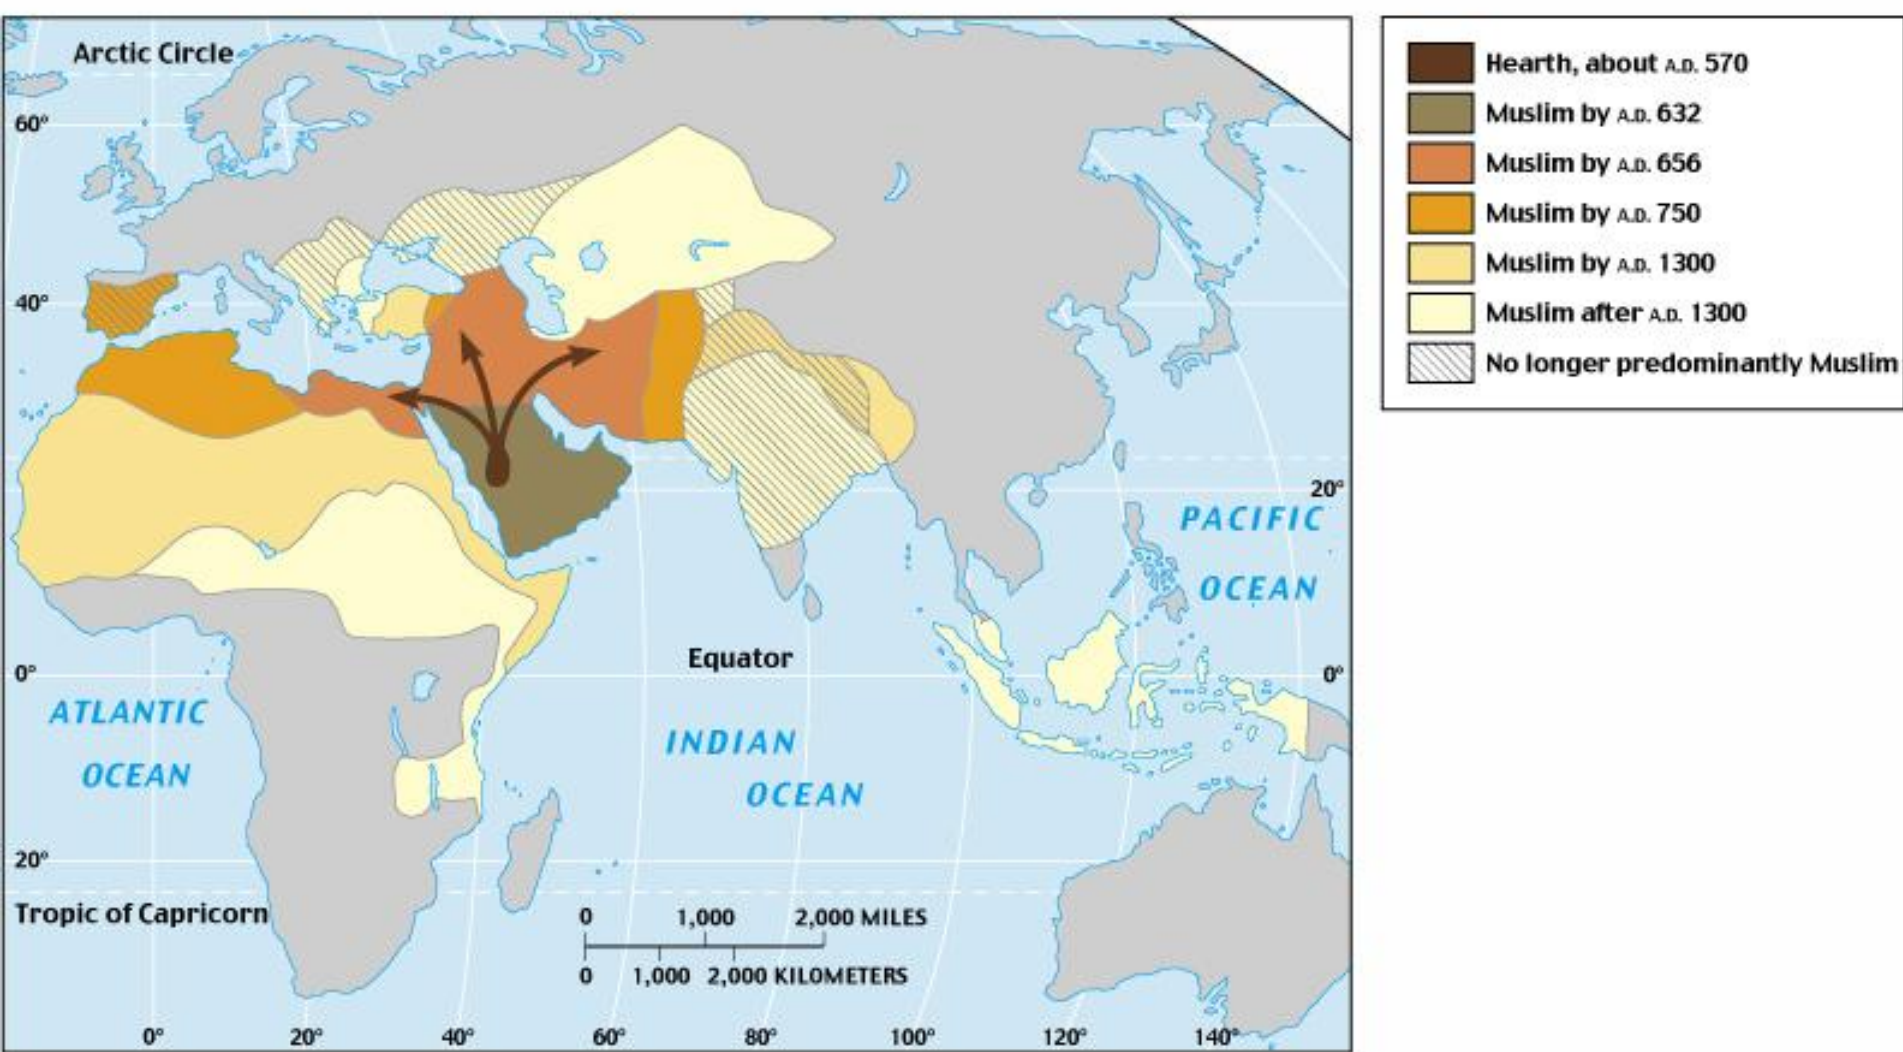 Arctic Circle
60°
40°
20°
0°
Equator
0°
PACIFIC
OCEAN
ATLANTIC
OCEAN
INDIAN
OCEAN
20°
Tropic of Capricorn
0 1,000 2,000 MILES
0 1,000 2,000 KILOMETERS
0° 20° 40° 60° 80° 100° 120° 140°
Hearth, about A.D. 570
Muslim by A.D. 632
Muslim by A.D. 656
Muslim by A.D. 750
Muslim by A.D. 1300
Muslim after A.D. 1300
No longer predominantly Muslim